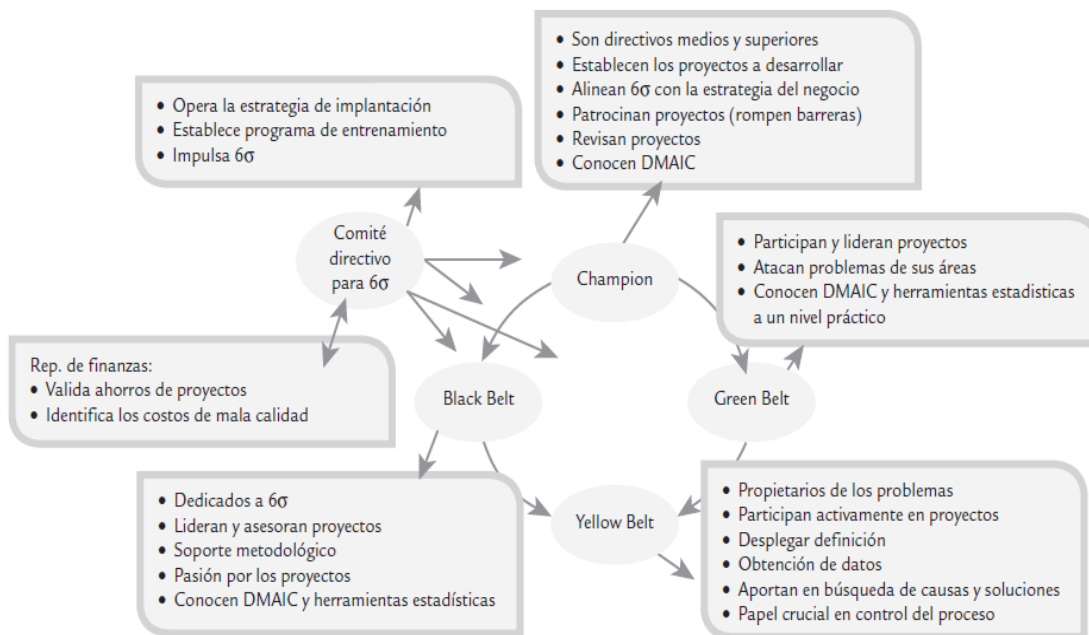 • Son directivos medios y superiores
• Establecen los proyectos a desarrollar
• Alinean 6σ con la estrategia del negocio
• Patrocinan proyectos (rompen barreras)
• Revisan proyectos
• Conocen DMAIC
• Opera la estrategia de implantación
• Establece programa de entrenamiento
• Impulsa 6σ
Comité
directivo
para 6σ
Champion
• Participan y lideran proyectos
• Atacan problemas de sus áreas
• Conocen DMAIC y herramientas estadisticas
a un nivel práctico
Rep. de finanzas:
• Valida ahorros de proyectos
• Identifica los costos de mala calidad
Black Belt
Green Belt
• Dedicados a 6σ
• Lideran y asesoran proyectos
• Soporte metodológico
• Pasión por los proyectos
• Conocen DMAIC y herramientas estadísticas
Yellow Belt
• Propietarios de los problemas
• Participan activamente en proyectos
• Desplegar definición
• Obtención de datos
• Aportan en búsqueda de causas y soluciones
• Papel crucial en control del proceso